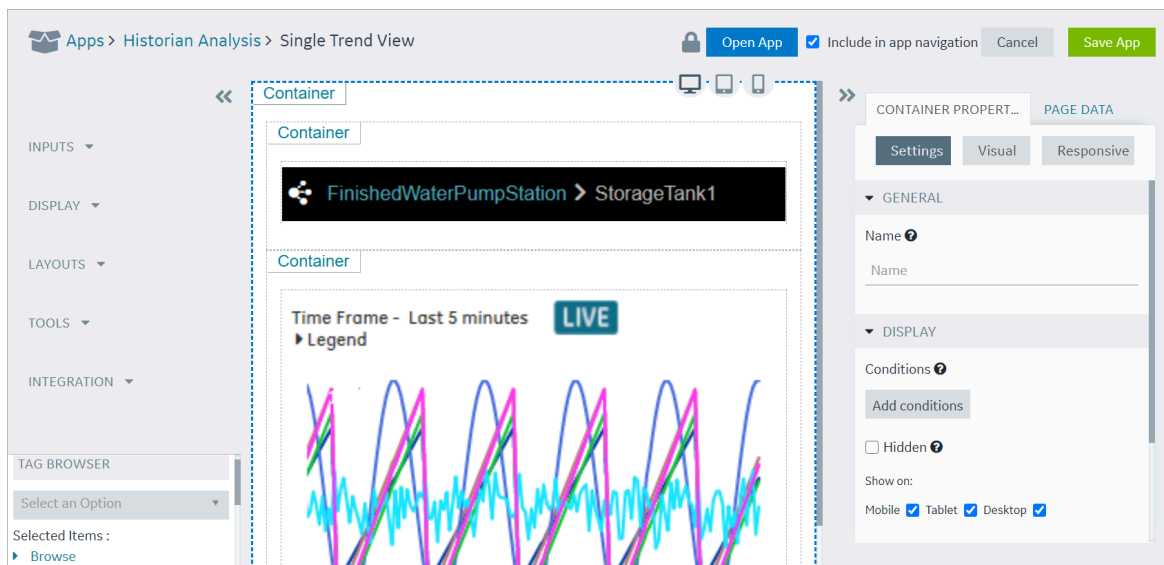 Apps > Historian Analysis > Single Trend View
Open App
Include in app navigation
Cancel
Save App
INPUTS
DISPLAY
LAYOUTS
TOOLS
INTEGRATION
TAG BROWSER
Select an Option
Selected Items :
Browse
Container
Container
FinishedWaterPumpStation > StorageTank1
Container
Time Frame - Last 5 minutes
LIVE
Legend
CONTAINER PROPERT...
PAGE DATA
Settings
Visual
Responsive
GENERAL
Name
Name
DISPLAY
Conditions
Add conditions
Hidden
Show on:
Mobile Tablet Desktop